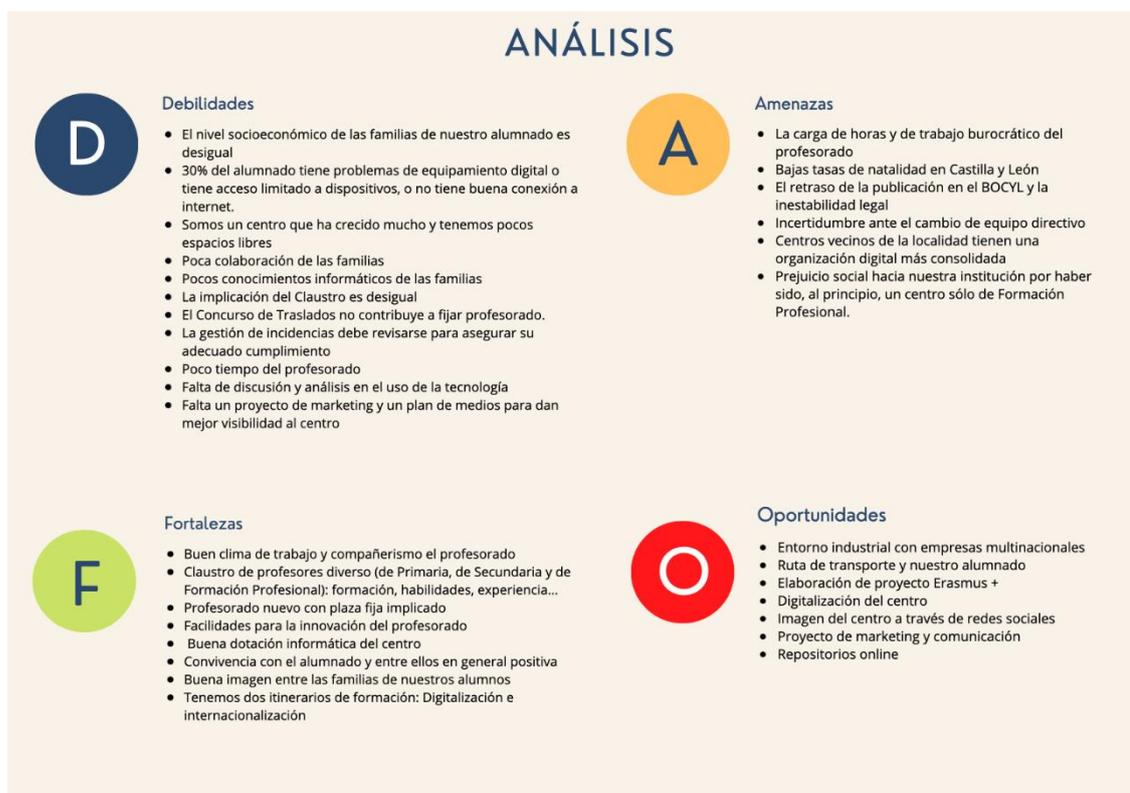 ANÁLISIS
D
Debilidades
• El nivel socioeconómico de las familias de nuestro alumnado es
desigual
• 30% del alumnado tiene problemas de equipamiento digital o
tiene acceso limitado a dispositivos, o no tiene buena conexión a
internet.
• Somos un centro que ha crecido mucho y tenemos pocos
espacios libres
• Poca colaboración de las familias
• Pocos conocimientos informáticos de las familias
• La implicación del Claustro es desigual
• El Concurso de Traslados no contribuye a fijar profesorado.
• La gestión de incidencias debe revisarse para asegurar su
adecuado cumplimiento
• Poco tiempo del profesorado
• Falta de discusión y análisis en el uso de la tecnología
• Falta un proyecto de marketing y un plan de medios para dan
mejor visibilidad al centro
A
Amenazas
• La carga de horas y de trabajo burocrático del
profesorado
• Bajas tasas de natalidad en Castilla y León
• El retraso de la publicación en el BOCYL y la
inestabilidad legal
• Incertidumbre ante el cambio de equipo directivo
• Centros vecinos de la localidad tienen una
organización digital más consolidada
• Prejuicio social hacia nuestra institución por haber
sido, al principio, un centro sólo de Formación
Profesional.
F
Fortalezas
• Buen clima de trabajo y compañerismo el profesorado
• Claustro de profesores diverso (de Primaria, de Secundaria y de
Formación Profesional): formación, habilidades, experiencia...
• Profesorado nuevo con plaza fija implicado
• Facilidades para la innovación del profesorado
• Buena dotación informática del centro
• Convivencia con el alumnado y entre ellos en general positiva
• Buena imagen entre las familias de nuestros alumnos
• Tenemos dos itinerarios de formación: Digitalización e
internacionalización
O
Oportunidades
• Entorno industrial con empresas multinacionales
• Ruta de transporte y nuestro alumnado
• Elaboración de proyecto Erasmus +
• Digitalización del centro
• Imagen del centro a través de redes sociales
• Proyecto de marketing y comunicación
• Repositorios online